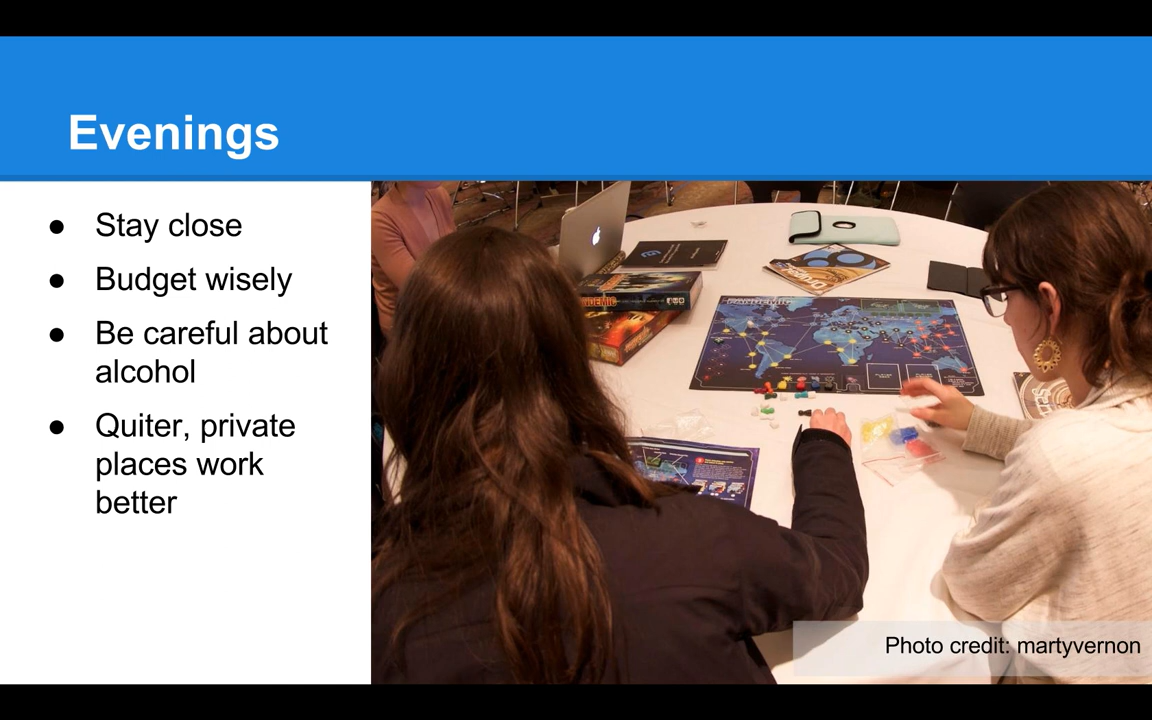 Evenings
● Stay close
● Budget wisely
● Be careful about
alcohol
● Quiter, private
places work
better
PANDEMIC
Photo credit: martyvernon